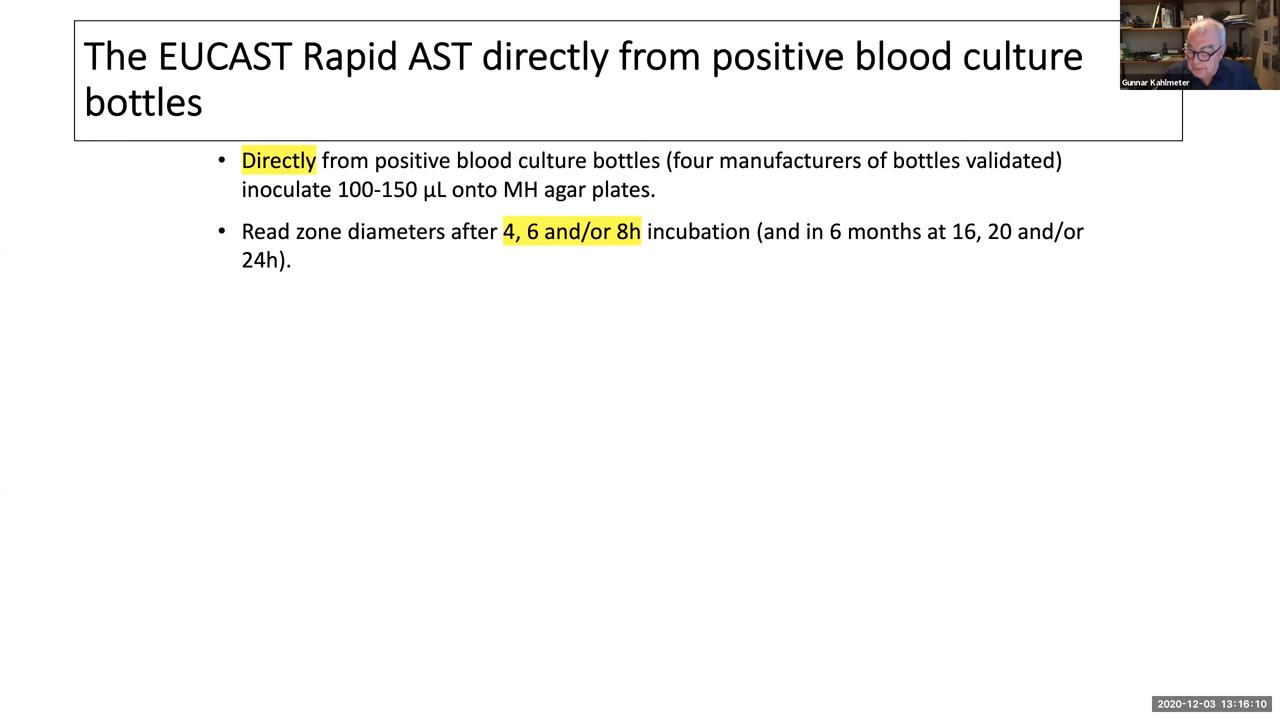 The EUCAST Rapid AST directly from positive blood culture
bottles
Gunnar Kahlmeter
• Directly from positive blood culture bottles (four manufacturers of bottles validated)
inoculate 100-150 µL onto MH agar plates.
• Read zone diameters after 4, 6 and/or 8h incubation (and in 6 months at 16, 20 and/or
24h).
2020-12-03 13:16:10